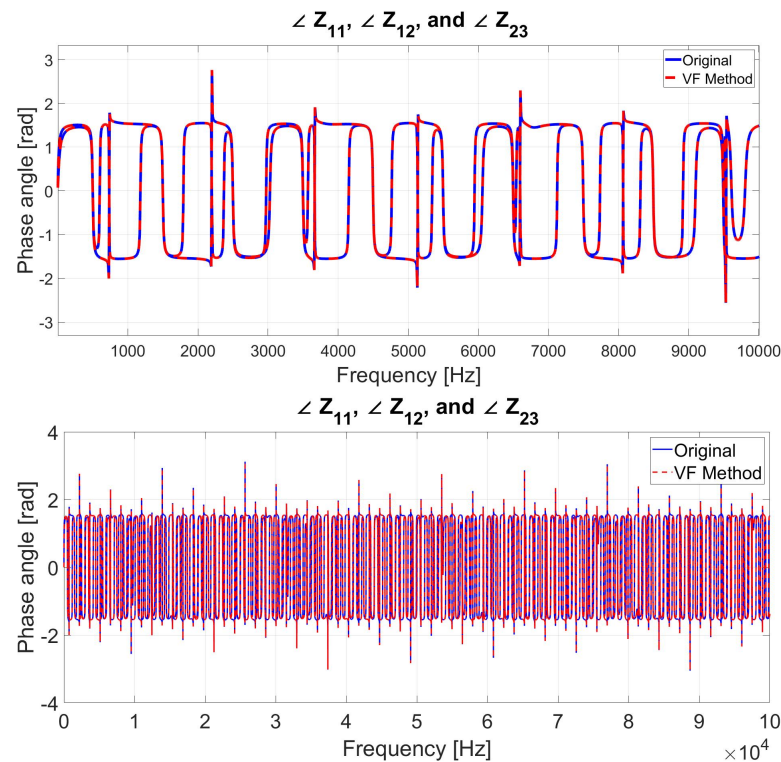 ∠ Z11, ∠ Z12, and ∠ Z23
Original
VF Method
Phase angle [rad]
3
2
1
0
-1
-2
-3
1000 2000 3000 4000 5000 6000 7000 8000 9000 10000
Frequency [Hz]
∠ Z11, ∠ Z12, and ∠ Z23
Original
VF Method
Phase angle [rad]
4
2
0
-2
-4
0 1 2 3 4 5 6 7 8 9 10
Frequency [Hz]
×10^4